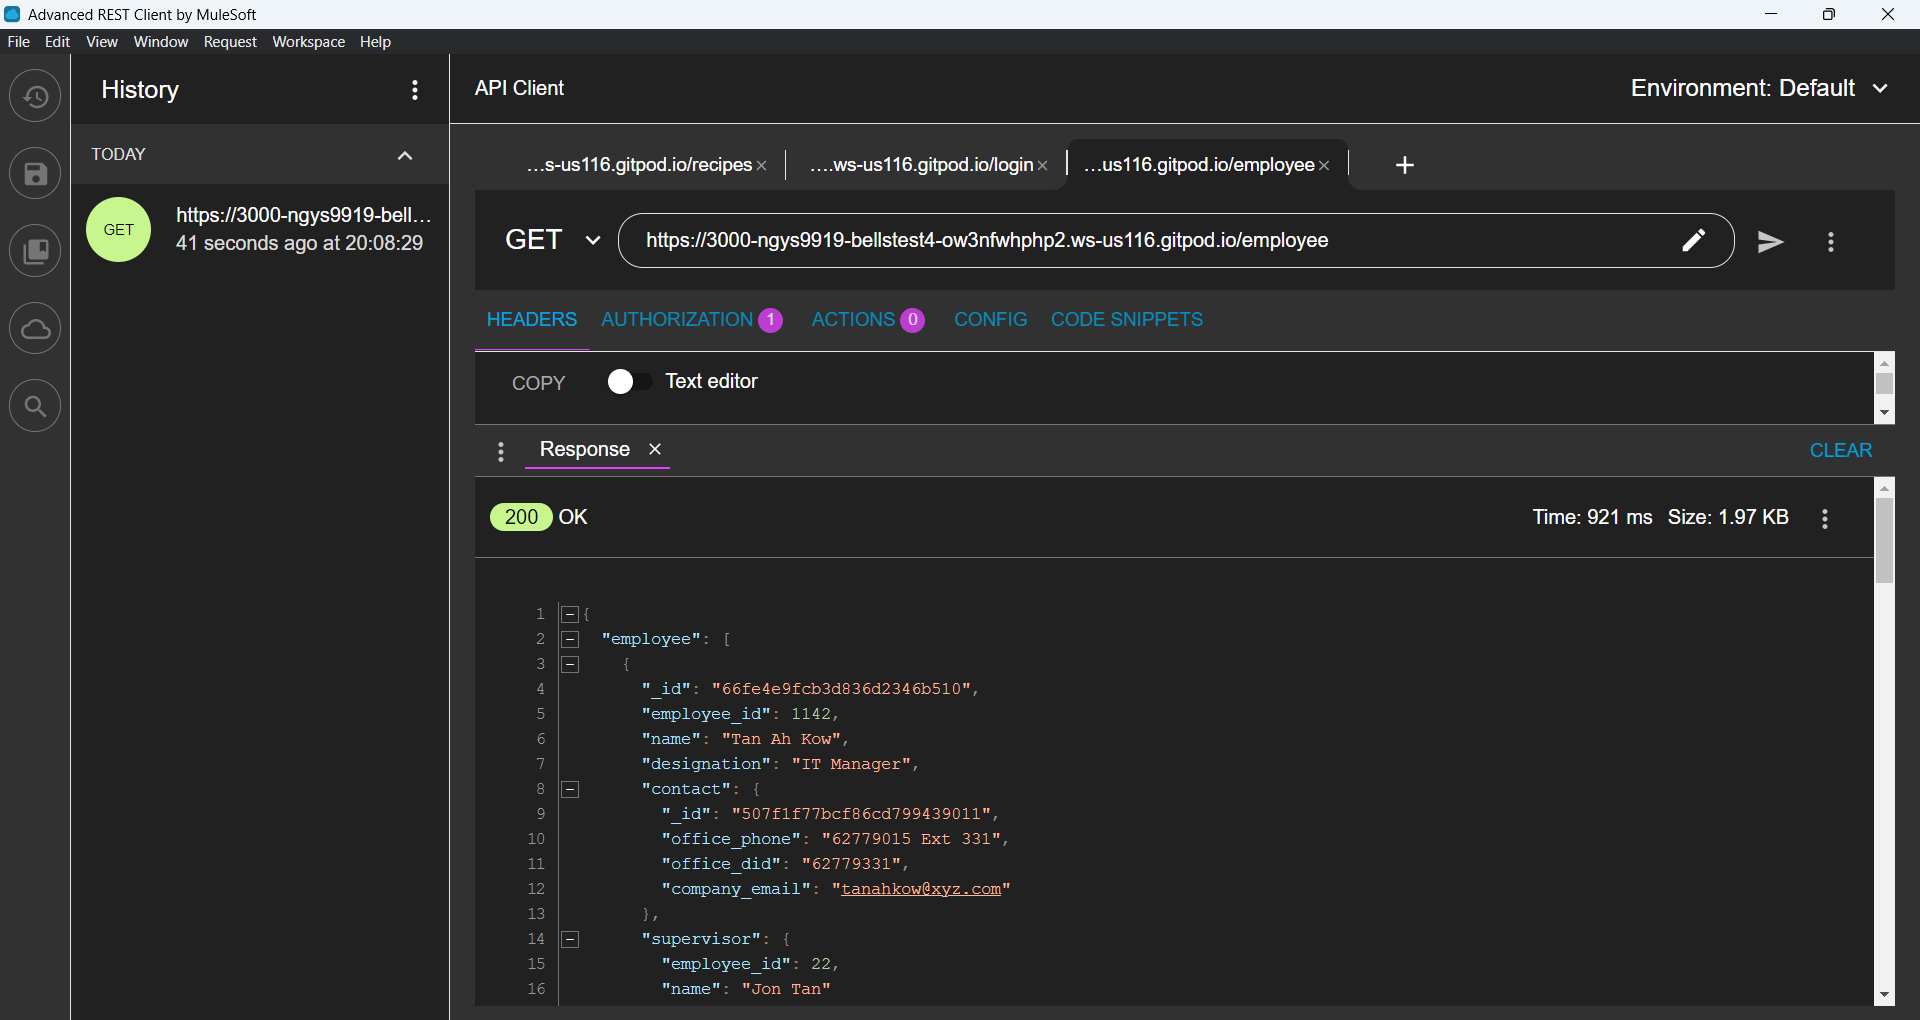 Advanced REST Client by MuleSoft
File Edit View Window Request Workspace Help
History
API Client
Environment: Default
TODAY
GET
https://3000-ngys9919-bell...
41 seconds ago at 20:08:29
...s-us116.gitpod.io/recipes
....ws-us116.gitpod.io/login
...us116.gitpod.io/employee
GET
https://3000-ngys9919-bellstest4-ow3nfwhphp2.ws-us116.gitpod.io/employee
HEADERS AUTHORIZATION 1 ACTIONS 0 CONFIG CODE SNIPPETS
COPY Text editor
Response CLEAR
200 OK Time: 921 ms Size: 1.97 KB
1 {
2 "employee": [
3 {
4 "_id": "66fe4e9fcb3d836d2346b510",
5 "employee_id": 1142,
6 "name": "Tan Ah Kow",
7 "designation": "IT Manager",
8 "contact": {
9 "_id": "507f1f77bcf86cd799439011",
10 "office_phone": "62779015 Ext 331",
11 "office_did": "62779331",
12 "company_email": "tanahkow@xyz.com"
13 },
14 "supervisor": {
15 "employee_id": 22,
16 "name": "Jon Tan"